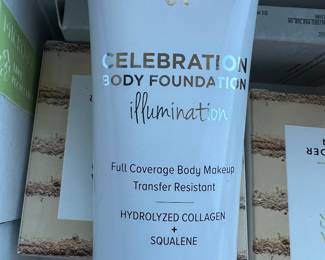 CELEBRATION
BODY FOUNDATION
illumination
Full Coverage Body Makeup
Transfer Resistant
HYDROLYZED COLLAGEN
+
SQUALENE